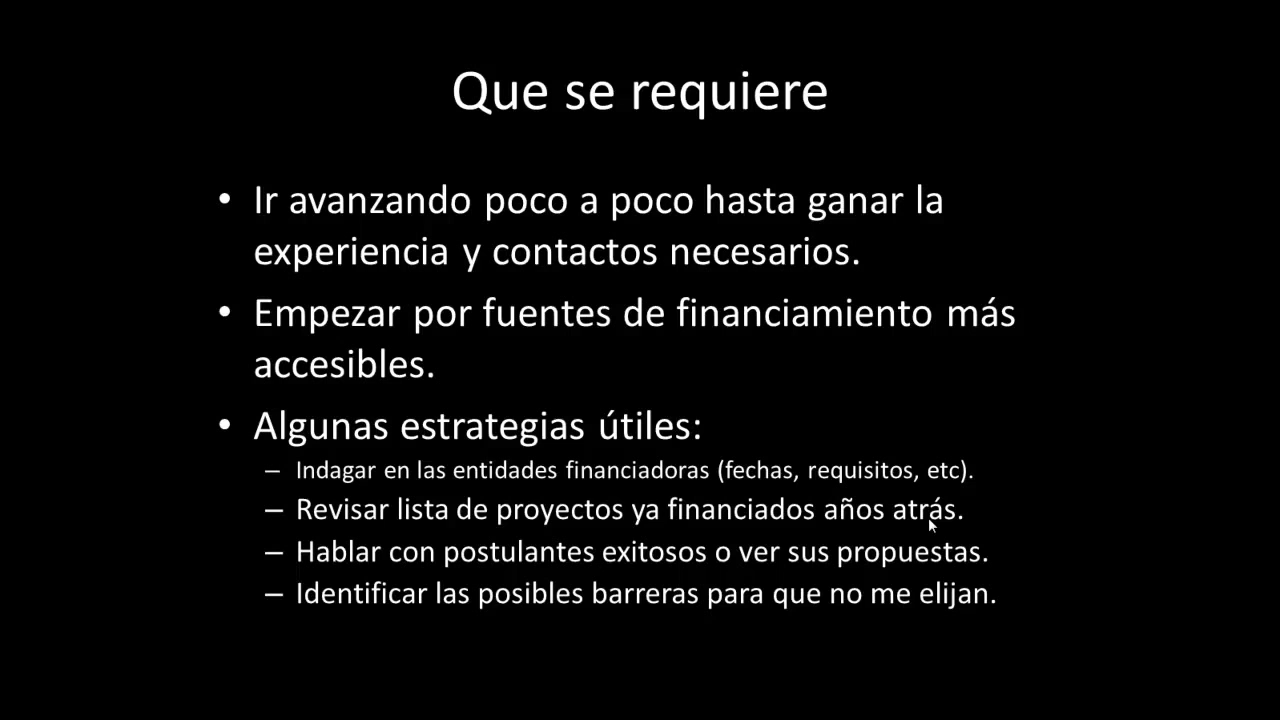 Que se requiere
• Ir avanzando poco a poco hasta ganar la
experiencia y contactos necesarios.
• Empezar por fuentes de financiamiento más
accesibles.
• Algunas estrategias útiles:
– Indagar en las entidades financiadoras (fechas, requisitos, etc).
– Revisar lista de proyectos ya financiados años atrás.
– Hablar con postulantes exitosos o ver sus propuestas.
– Identificar las posibles barreras para que no me elijan.